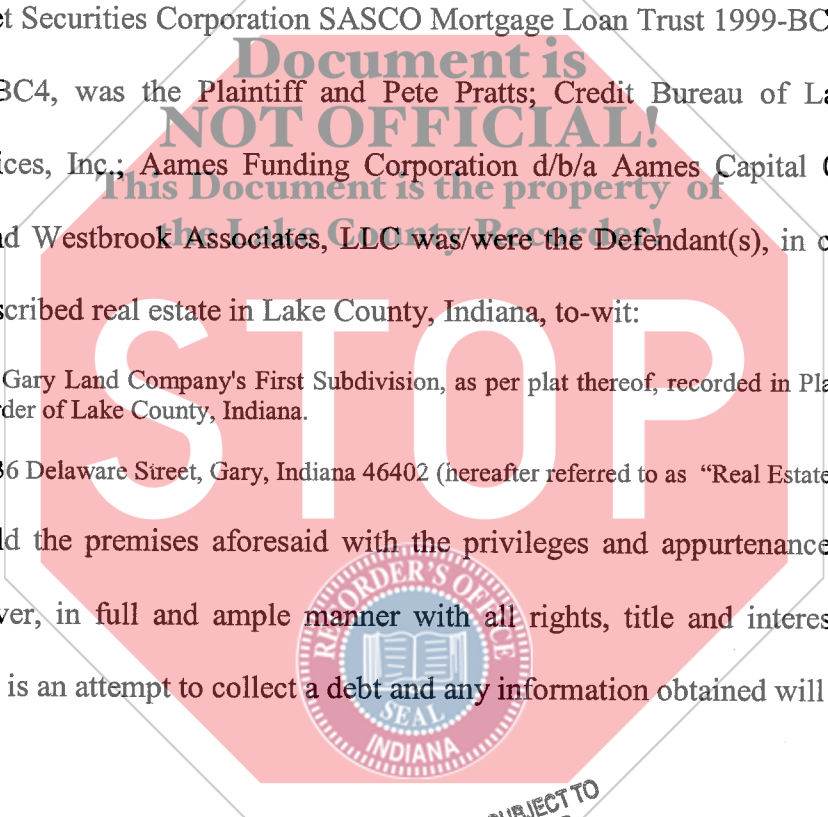 t Securities Corporation SASCO Mortgage Loan Trust 1999-BC
Document is
BC4, was the Plaintiff and Pete Pratts; Credit Bureau of La
NOT OFFICIAL!
ices, Inc.; Aames Funding Corporation d/b/a Aames Capital C
This Document is the property of
d Westbrook Associates, LLC was/were the Defendant(s), in c
the Lake County Recorder!
scribed real estate in Lake County, Indiana, to-wit:
STOP
Gary Land Company's First Subdivision, as per plat thereof, recorded in Pla
der of Lake County, Indiana.
36 Delaware Street, Gary, Indiana 46402 (hereafter referred to as “Real Estate
ld the premises aforesaid with the privileges and appurtenance
ver, in full and ample manner with all rights, title and interes
is an attempt to collect a debt and any information obtained will
RECORDER'S OFFICE
SEAL
INDIANA
SUBJECT TO